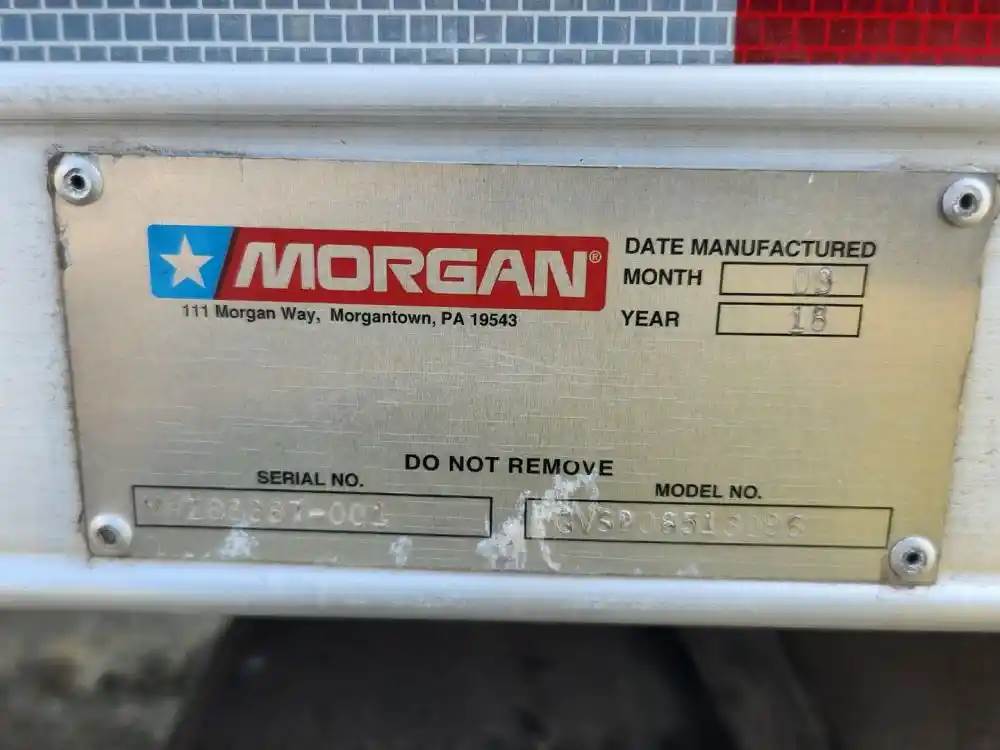 MORGAN®
111 Morgan Way, Morgantown, PA 19543
DATE MANUFACTURED
MONTH 03
YEAR 18
DO NOT REMOVE
SERIAL NO.
MODEL NO.